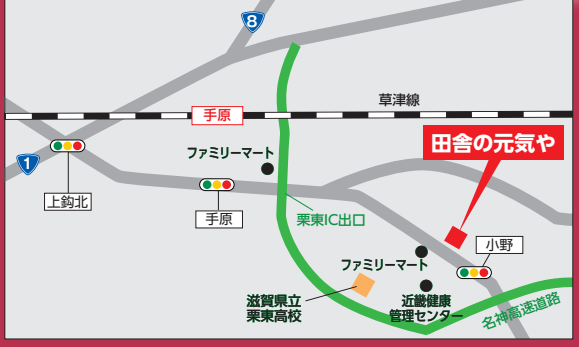 8
草津線
手原
田舎の元気や
ファミリーマート
1
上鈎北
手原
栗東IC出口
小野
ファミリーマート
滋賀県立
栗東高校
近畿健康
管理センター
名神高速道路